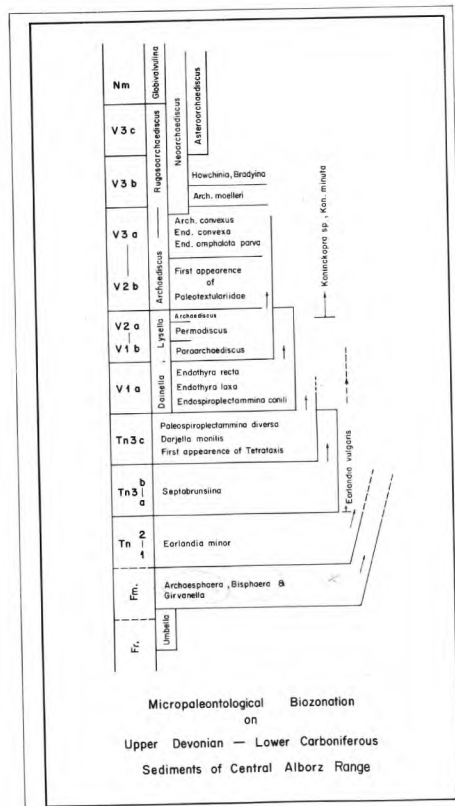 Nm
Globivalvulina
V3c
Rugosoarchaediscus
Neoarchaediscus
Asteroarchaediscus
V3b
Howchinia, Bradyina
Arch. moelleri
V3a
V2b
Archaediscus
Arch. convexus
End. convexa
End. omphalota parva
First appearence
of
Paleotextulariidae
Koninckopra sp, Kon. minuta
V2a
V1b
Dainella, Lysella
Archaediscus
Permodiscus
Paraarchaediscus
V1a
Endothyra recta
Endothyra laxa
Endospiroplectammina conili
Tn3c
Paleospiroplectammina diversa
Darjella monilis
First appearence of Tetrataxis
Tn3 b
a
Septabrunsiina
Earlandia vulgaris
Tn 2
1
Earlandia minor
Fm.
Archaesphaera, Bisphaera &
Girvanella
Fr.
Umbella
Micropaleontological Biozonation
on
Upper Devonian — Lower Carboniferous
Sediments of Central Alborz Range